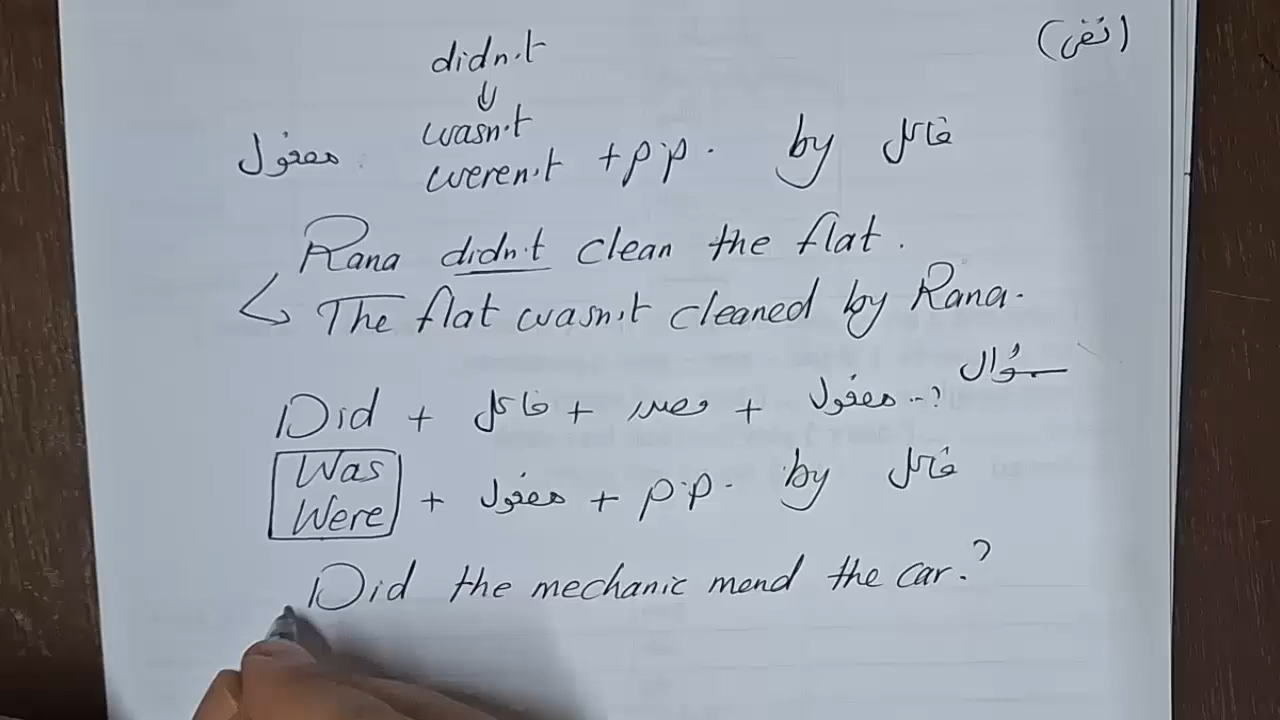 (نفى)
didn't
wasn't
مفعول weren't + p.p. by فاعل
Rana didn't clean the flat.
The flat wasn't cleaned by Rana.
سؤال
Did + فاعل + مصدر + مفعول ..?
Was
Were + مفعول + p.p. by فاعل
Did the mechanic mend the car.?